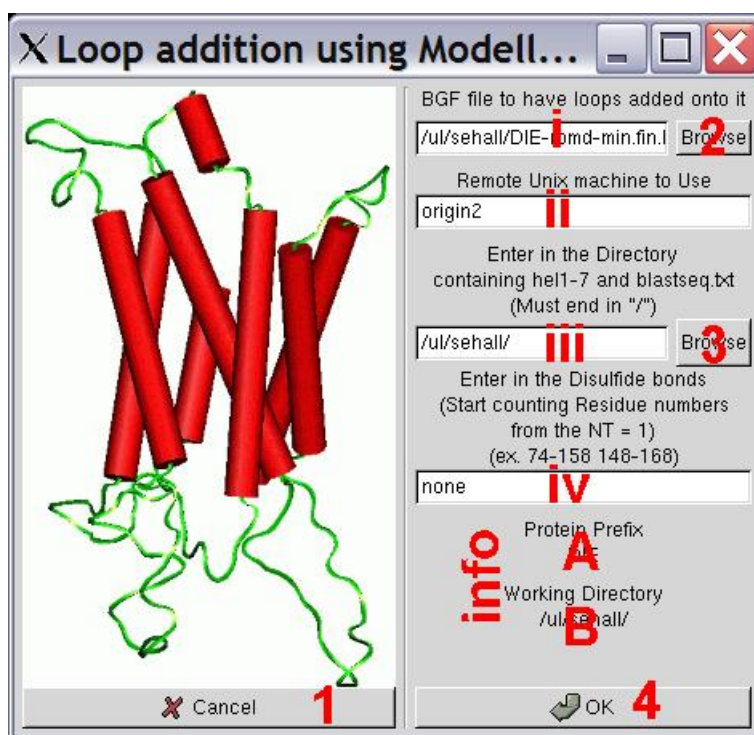 Loop addition using Modell...
BGF file to have loops added onto it
i
Browse
2
Remote Unix machine to Use
origin2
ii
Enter in the Directory
containing hel1-7 and blastseq.txt
(Must end in "/")
/ul/sehall/
iii
Browse
3
Enter in the Disulfide bonds
(Start counting Residue numbers
from the NT = 1)
(ex. 74-158 148-168)
none
iv
info
Protein Prefix
A
Working Directory
/ul/sehall/
B
Cancel
1
OK
4